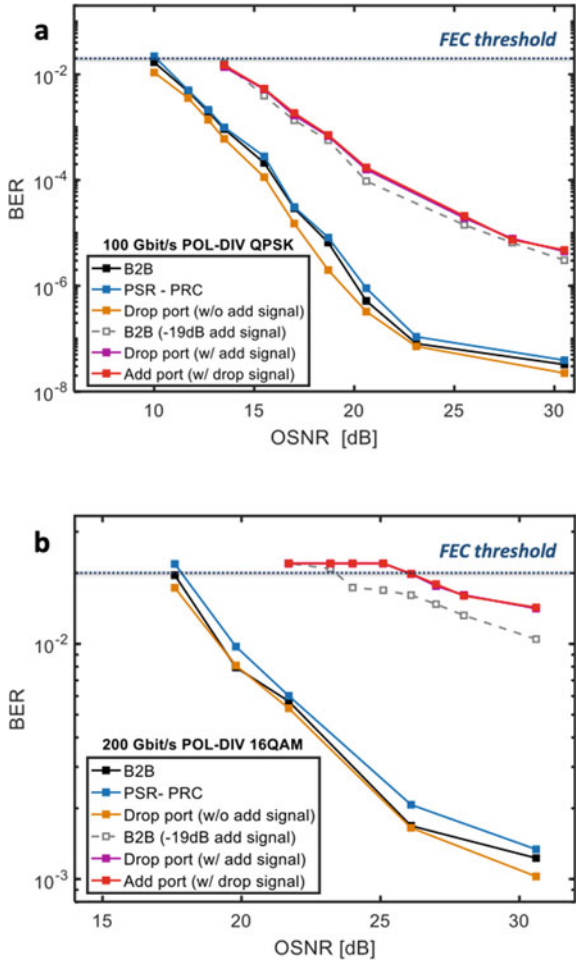 a
FEC threshold
10-2
10-4
10-6
10-8
BER
100 Gbit/s POL-DIV QPSK
B2B
PSR - PRC
Drop port (w/o add signal)
B2B (-19dB add signal)
Drop port (w/ add signal)
Add port (w/ drop signal)
10 15 20 25 30
OSNR [dB]
b
FEC threshold
10-2
10-3
BER
200 Gbit/s POL-DIV 16QAM
B2B
PSR- PRC
Drop port (w/o add signal)
B2B (-19dB add signal)
Drop port (w/ add signal)
Add port (w/ drop signal)
15 20 25 30
OSNR [dB]